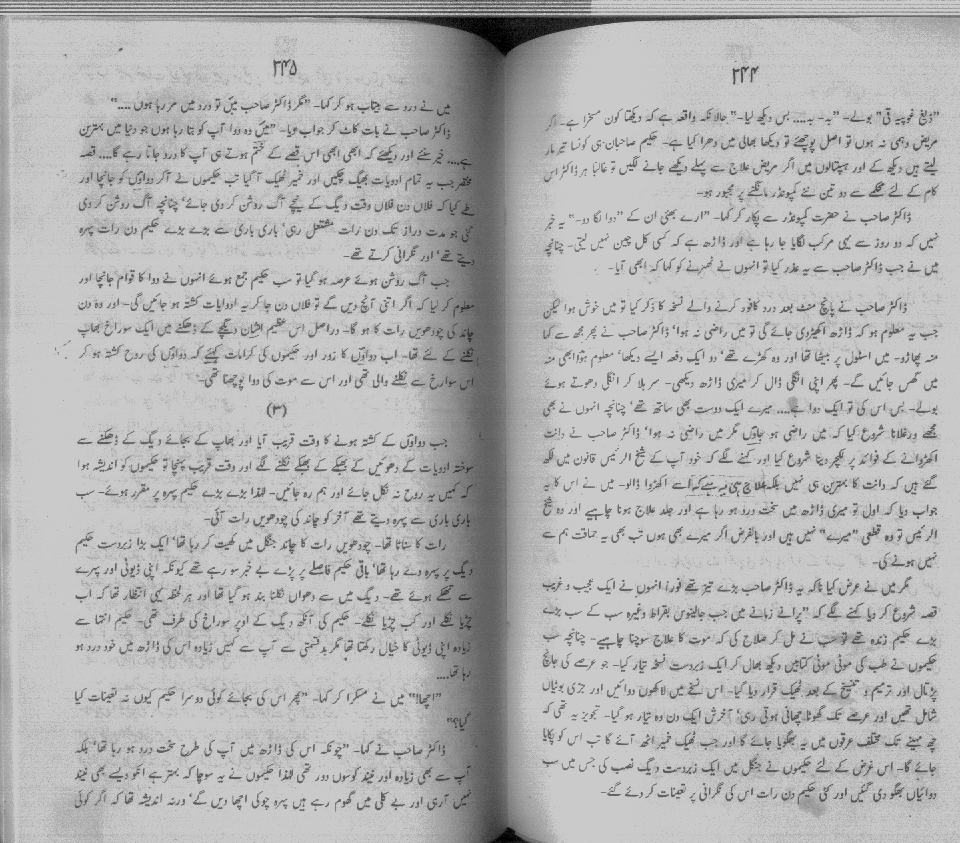 ۲۴۴
"ڈیغ غوپیہ قی" بولے۔ "یہ۔ یہ.... بس دیکھ لیا۔" حالانکہ واقعہ ہے کہ دیکھتا کون مسخرا ہے۔ اگر
مریض وہمی نہ ہوں تو اصل پوچھئے تو دیکھا بھالی میں دھرا کیا ہے۔ حکیم صاحبان ہی کونسا تیر مار
لیتے ہیں دیکھ کے اور ہسپتالوں میں اگر مریض علاج سے پہلے دیکھے جانے لگیں تو غالبا ہر ڈاکٹر اس
کام کے لئے محکمے سے دو تین نئے کمپونڈر مانگنے پر مجبور ہو۔
ڈاکٹر صاحب نے حضرت کمپونڈر سے پکار کر کہا۔ "ارے بھئی ان کے "دوا لگا دو۔" یہ خبر
نہیں کہ دو روز سے یہی مرکب لگایا جا رہا ہے اور ڈاڑھ ہے کہ کسی کل چین نہیں لیتی۔ چنانچہ
میں نے جب ڈاکٹر صاحب سے یہ عذر کیا تو انہوں نے ٹھہرنے کو کہا کہ ابھی آیا۔
ڈاکٹر صاحب نے پانچ منٹ بعد درد کافور کرنے والے نسخہ کا ذکر کیا تو میں خوش ہوا لیکن
جب یہ معلوم ہو کہ ڈاڑھ اکھیڑدی جائے گی تو میں راضی نہ ہوا' ڈاکٹر صاحب نے پھر مجھ سے کہا
منہ پھاڑو۔ میں اسٹول پر بیٹھا تھا اور وہ کھڑے تھے' دو ایک دفعہ ایسے دیکھا' معلوم ہوا ابھی منہ
میں گھس جائیں گے۔ پھر اپنی انگلی ڈال کر میری ڈاڑھ دیکھی۔ سر ہلا کر انگلی دھوتے ہوئے
بولے۔ بس اس کی تو ایک دوا ہے.... میرے ایک دوست بھی ساتھ تھے' چنانچہ انہوں نے بھی
مجھے ورغلانا شروع کیا کہ میں راضی ہو جاوں مگر میں راضی نہ ہوا' ڈاکٹر صاحب نے دانت
اکھڑوانے کے فوائد پر لکچر دینا شروع کیا اور کہنے لگے کہ خود آپ کے شیخ الرئیس قانون میں لکھ
گئے ہیں کہ دانت کا بہترین ہی نہیں بلکہ علاج ہی یہ ہے کہ اسے اکھڑوا ڈالو۔ میں نے اس کا یہ
جواب دیا کہ اول تو میری ڈاڑھ میں سخت درد ہو رہا ہے اور جلد علاج ہونا چاہیے اور وہ شیخ
الرئیس تو وہ قطعی "میرے" نہیں ہیں اور بالفرض اگر میرے بھی ہوں تب بھی یہ حماقت ہم سے
نہیں ہونے کی۔
مگر میں نے عرض کیا ناکہ یہ ڈاکٹر صاحب بڑے تیز تھے فورا انہوں نے ایک عجیب و غریب
قصہ شروع کر دیا کہنے لگے کہ "پرانے زمانے میں جب جالینوس بقراط وغیرہ سب کے سب بڑے
بڑے حکیم زندہ تھے تو سب نے مل کر صلاح کی کہ موت کا علاج سوچنا چاہیے۔ چنانچہ سب
حکیموں نے طب کی موٹی موٹی کتابیں دیکھ بھال کر ایک زبردست نسخہ تیار کیا۔ جو عرصے کی جانچ
پڑتال اور ترمیم و تنسیخ کے بعد ٹھیک قرار دیا گیا۔ اس نسخے میں لاکھوں دوائیں اور جڑی بوٹیاں
شامل تھیں اور عرصے تک گھوٹا چھانی ہوتی رہی' آخرش ایک دن وہ تیار ہو گیا۔ تجویز یہ تھی کہ
چھ مہینے تک مختلف عرقوں میں یہ بھگویا جائے گا اور جب ٹھیک خمیر اٹھ آئے گا تب اس کو پکایا
جائے گا۔ اس غرض کے لئے حکیموں نے جنگل میں ایک زبردست دیگ نصب کی جس میں سب
دوائیاں بھگو دی گئیں اور کئی حکیم دن رات اس کی نگرانی پر تعینات کر دئے گئے۔
۲۴۵
میں نے درد سے بیتاب ہو کر کہا۔ "مگر ڈاکٹر صاحب میں تو درد میں مر رہا ہوں ...."
ڈاکٹر صاحب نے بات کاٹ کر جواب دیا۔ "میں وہ دوا آپ کو بتا رہا ہوں جو دنیا میں بہترین
ہے.... خیر سنئے اور دیکھئے کہ ابھی ابھی اس قصے کے ختم ہوتے ہی آپ کا درد جاتا رہے گا.... قصہ
مختصر جب یہ تمام ادویات بھیگ چکیں اور خمیر ٹھیک آ گیا تب حکیموں نے آکر دواؤں کو جانچا اور
طے کیا کہ فلاں دن فلاں وقت دیگ کے نیچے آگ روشن کر دی جائے' چنانچہ آگ روشن کر دی
گئی جو مدت دراز تک دن رات مشتعل رہی' باری باری سے بڑے بڑے حکیم دن رات پہرہ
دیتے تھے' اور نگرانی کرتے تھے۔
جب آگ روشن ہوئے عرصہ ہو گیا تو سب حکیم جمع ہوئے انہوں نے دوا کا قوام جانچا اور
معلوم کر لیا کہ اگر اتنی آنچ دیں گے تو فلاں دن جا کر یہ ادویات کشتہ ہو جائیں گی۔ اور وہ دن
چاند کی چودھویں رات کا ہو گا۔ دراصل اس عظیم الشان دیگچے کے ڈھکنے میں ایک سوراخ بھاپ
نکلنے کے لئے تھا۔ اب دواؤں کا زور اور حکیموں کی کرامات کہئے کہ دواؤں کی روح کشتہ ہو کر
اس سوارخ سے نکلنے والی تھی اور اس سے موت کی دوا پوچھنا تھی۔
(۳)
جب دواؤں کے کشتہ ہونے کا وقت قریب آیا اور بھاپ کے بجائے دیگ کے ڈھکنے سے
سوختہ ادویات کے دھوئیں کے بھبکے کے بھبکے نکلنے لگے اور وقت قریب پہنچا تو حکیموں کو اندیشہ ہوا
کہ کہیں یہ روح نہ نکل جائے اور ہم رہ جائیں۔ لہٰذا بڑے بڑے حکیم پہرہ پر مقرر ہوئے۔ سب
باری باری سے پہرہ دیتے تھے آخر کو چاند کی چودھویں رات آئی۔
رات کا سناٹا تھا۔ چودھویں رات کا چاند جنگل میں کھیت کر رہا تھا' ایک بڑا زبردست حکیم
دیگ پر پہرہ دے رہا تھا' باقی حکیم فاصلے پر پڑے بے خبر سو رہے تھے کیونکہ اپنی ڈیوٹی اور پہرے
سے تھکے ہوئے تھے۔ دیگ میں سے دھواں نکلنا بند ہو گیا تھا اور ہر لحظہ یہی انتظار تھا کہ اب
چڑیا نکلے اور کب چڑیا نکلے۔ حکیم کی آنکھ دیگ کے اوپر سوراخ کی طرف تھی۔ حکیم انتہا سے
زیادہ اپنی ڈیوٹی کا خیال رکھتا تھا مگر بدقسمتی سے آپ سے کہیں زیادہ اس کی ڈاڑھ میں خود درد ہو
رہا تھا....
"اچھا!" میں نے مسکرا کر کہا۔ "پھر اس کی بجائے کوئی دوسرا حکیم کیوں نہ تعینات کیا
گیا؟"
ڈاکٹر صاحب نے کہا۔ "چونکہ اس کی ڈاڑھ میں آپ کی طرح سخت درد ہو رہا تھا' بلکہ
آپ سے بھی زیادہ اور نیند کوسوں دور تھی لہٰذا حکیموں نے یہ سوچا کہ بہتر ہے انکو ویسے بھی نیند
نہیں آرہی اور بے کلی میں گھوم رہے ہیں پہرہ چوکی اچھا دیں گے' ورنہ اندیشہ تھا کہ اگر کوئی